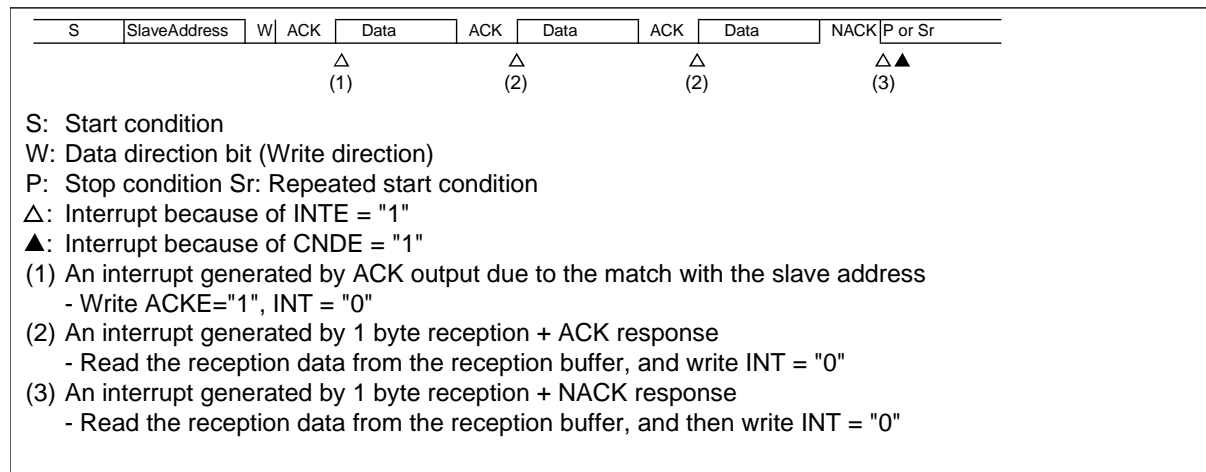 S SlaveAddress W ACK Data ACK Data ACK Data NACK P or Sr
△ △ △ △▲
(1) (2) (2) (3)
S: Start condition
W: Data direction bit (Write direction)
P: Stop condition Sr: Repeated start condition
△: Interrupt because of INTE = "1"
▲: Interrupt because of CNDE = "1"
(1) An interrupt generated by ACK output due to the match with the slave address
- Write ACKE="1", INT = "0"
(2) An interrupt generated by 1 byte reception + ACK response
- Read the reception data from the reception buffer, and write INT = "0"
(3) An interrupt generated by 1 byte reception + NACK response
- Read the reception data from the reception buffer, and then write INT = "0"